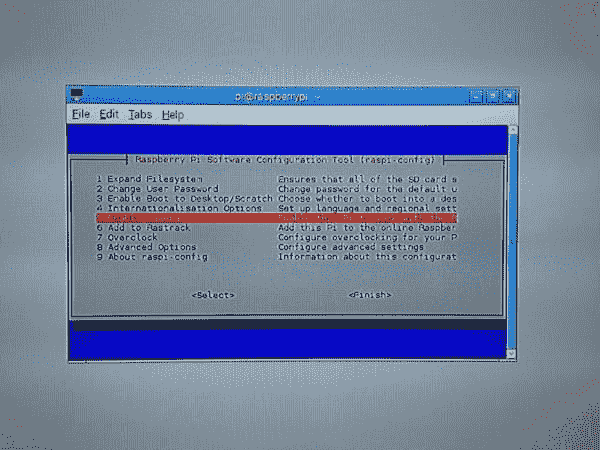 pi@raspberrypi: ~
File Edit Tabs Help
Raspberry Pi Software Configuration Tool (raspi-config)
1 Expand Filesystem Ensures that all of the SD card s
2 Change User Password Change password for the default u
3 Enable Boot to Desktop/Scratch Choose whether to boot into a des
4 Internationalisation Options Set up language and regional sett
6 Add to Rastrack Add this Pi to the online Raspber
7 Overclock Configure overclocking for your P
8 Advanced Options Configure advanced settings
9 About raspi-config Information about this configurat
<Select> <Finish>